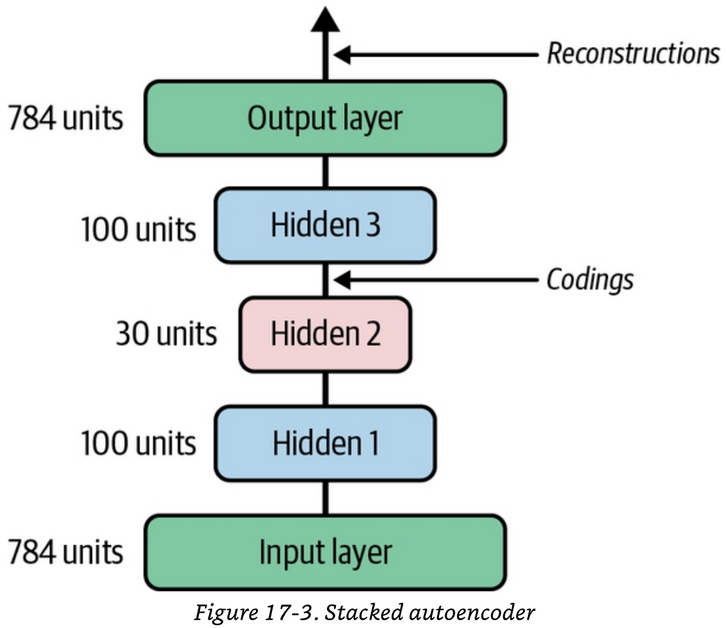 Reconstructions
784 units
Output layer
100 units
Hidden 3
Codings
30 units
Hidden 2
100 units
Hidden 1
784 units
Input layer
Figure 17-3. Stacked autoencoder